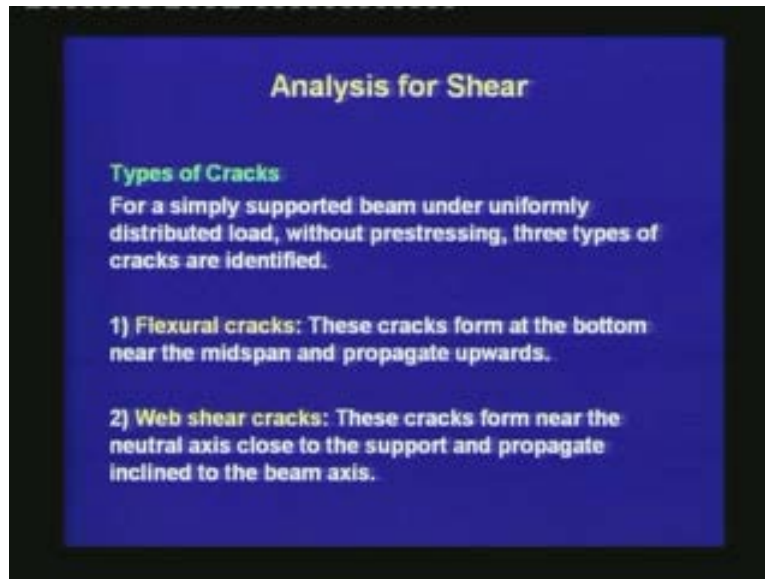 Analysis for Shear
Types of Cracks
For a simply supported beam under uniformly
distributed load, without prestressing, three types of
cracks are identified.
1) Flexural cracks: These cracks form at the bottom
near the midspan and propagate upwards.
2) Web shear cracks: These cracks form near the
neutral axis close to the support and propagate
inclined to the beam axis.